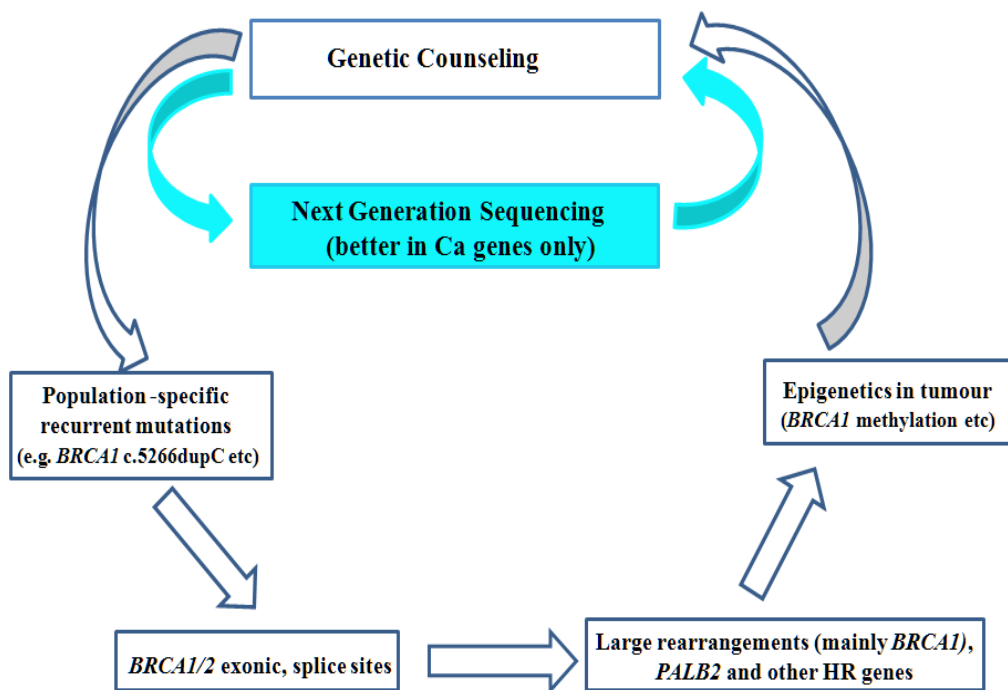 Genetic Counseling
Next Generation Sequencing
(better in Ca genes only)
Population -specific
recurrent mutations
(e.g. BRCA1 c.5266dupC etc)
Epigenetics in tumour
(BRCA1 methylation etc)
BRCA1/2 exonic, splice sites
Large rearrangements (mainly BRCA1),
PALB2 and other HR genes